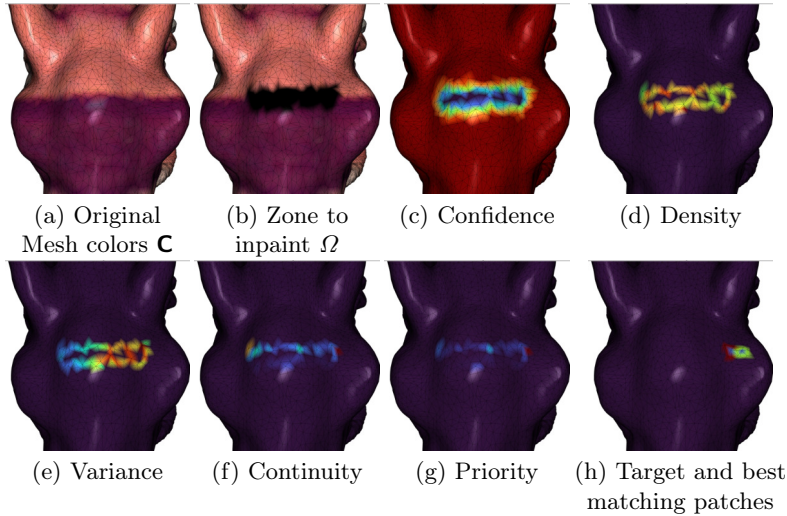 (a) Original
Mesh colors C
(b) Zone to
inpaint Ω
(c) Confidence
(d) Density
(e) Variance
(f) Continuity
(g) Priority
(h) Target and best
matching patches